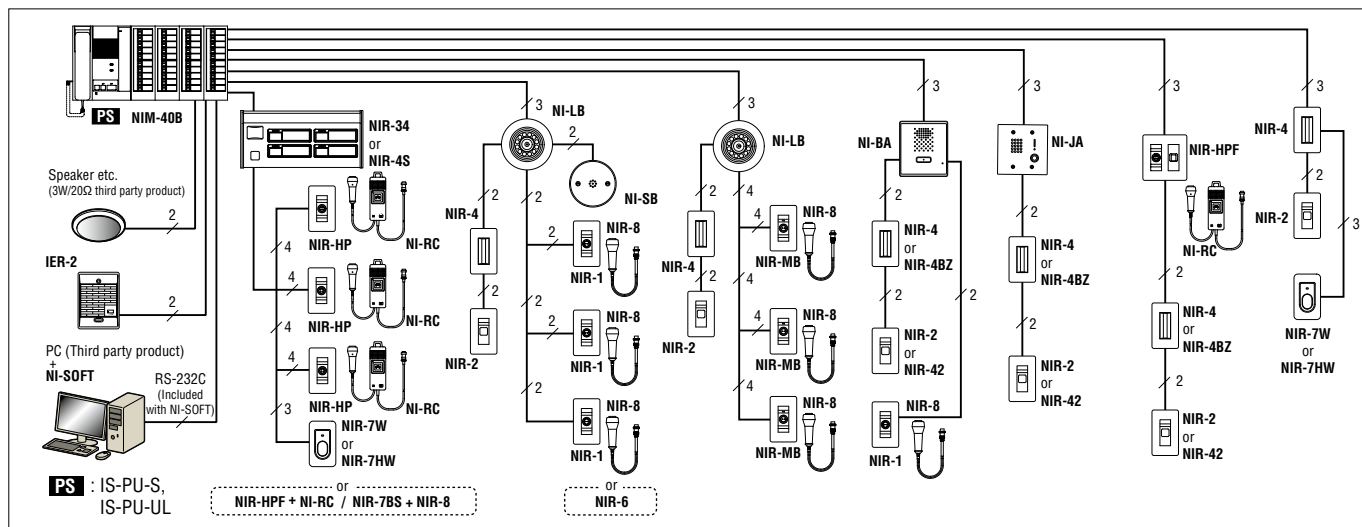 PS NIM-40B
Speaker etc.
(3W/20Ω third party product)
2
IER-2
2
PC (Third party product)
+
NI-SOFT
RS-232C
(Included
with NI-SOFT)
PS : IS-PU-S,
IS-PU-UL
NIR-34
or
NIR-4S
4
NIR-HP
NI-RC
4
NIR-HP
NI-RC
4
4
NIR-HP
NI-RC
3
NIR-7W
or
NIR-7HW
or
NIR-HPF + NI-RC / NIR-7BS + NIR-8
3
NI-LB
2
NI-SB
2
NIR-4
2
NIR-2
2
2
NIR-8
NIR-1
2
2
NIR-8
NIR-1
2
NIR-8
NIR-1
or
NIR-6
3
NI-LB
2
NIR-4
2
NIR-2
4
4
NIR-8
NIR-MB
4
4
NIR-8
NIR-MB
4
NIR-8
NIR-MB
3
NI-BA
2
NIR-4
or
NIR-4BZ
2
2
NIR-2
or
NIR-42
NIR-8
NIR-1
3
NI-JA
2
NIR-4
or
NIR-4BZ
2
NIR-2
or
NIR-42
3
NIR-HPF
NI-RC
2
NIR-4
or
NIR-4BZ
2
NIR-2
or
NIR-42
3
NIR-4
2
NIR-2
3
NIR-7W
or
NIR-7HW